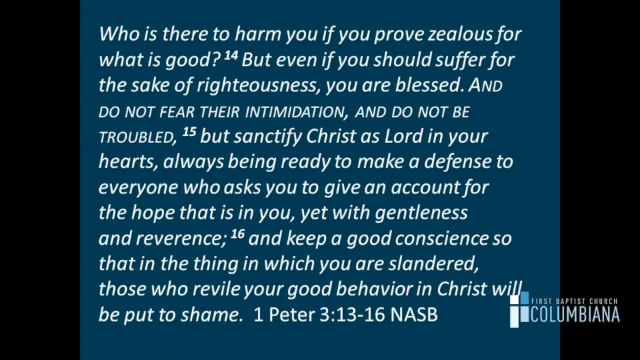 Who is there to harm you if you prove zealous for
what is good? 14 But even if you should suffer for
the sake of righteousness, you are blessed. AND
DO NOT FEAR THEIR INTIMIDATION, AND DO NOT BE
TROUBLED, 15 but sanctify Christ as Lord in your
hearts, always being ready to make a defense to
everyone who asks you to give an account for
the hope that is in you, yet with gentleness
and reverence; 16 and keep a good conscience so
that in the thing in which you are slandered,
those who revile your good behavior in Christ will
be put to shame. 1 Peter 3:13-16 NASB
FIRST BAPTIST CHURCH
COLUMBIANA